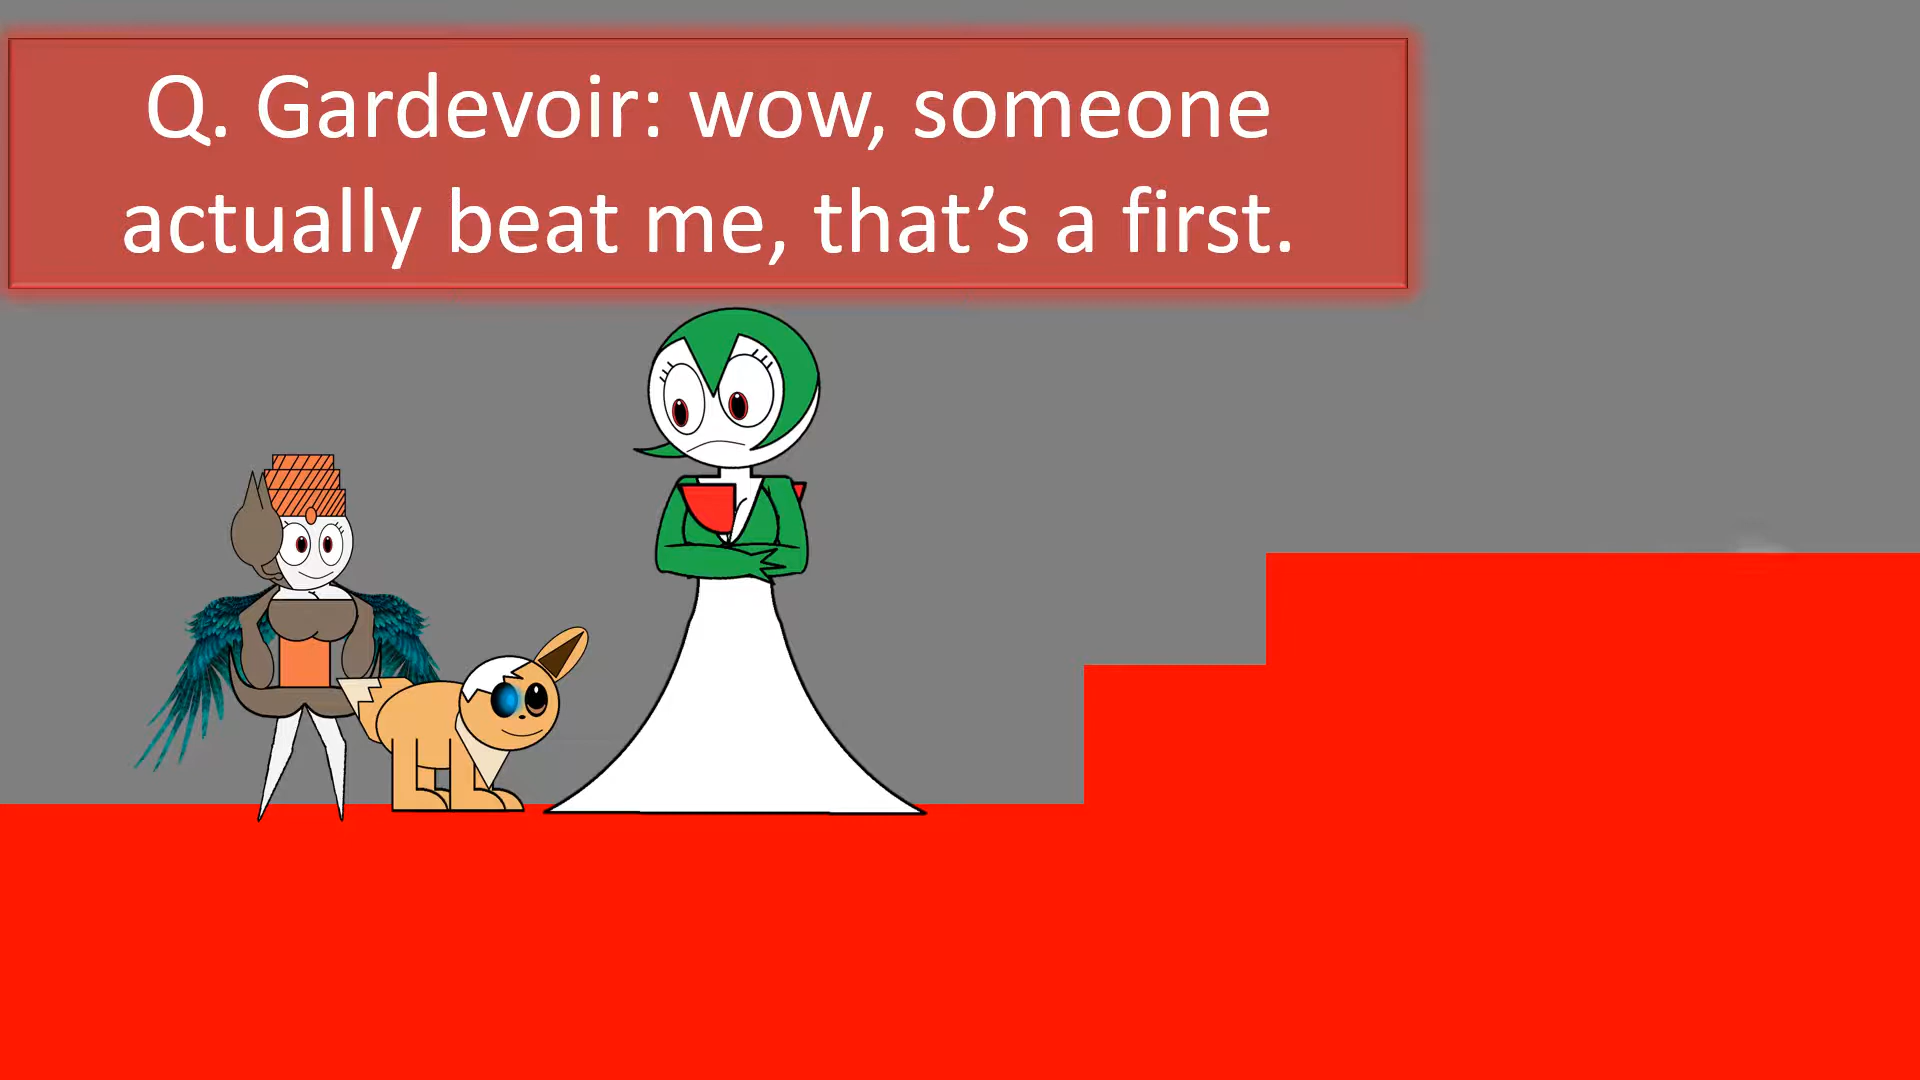 Q. Gardevoir: wow, someone
actually beat me, that’s a first.